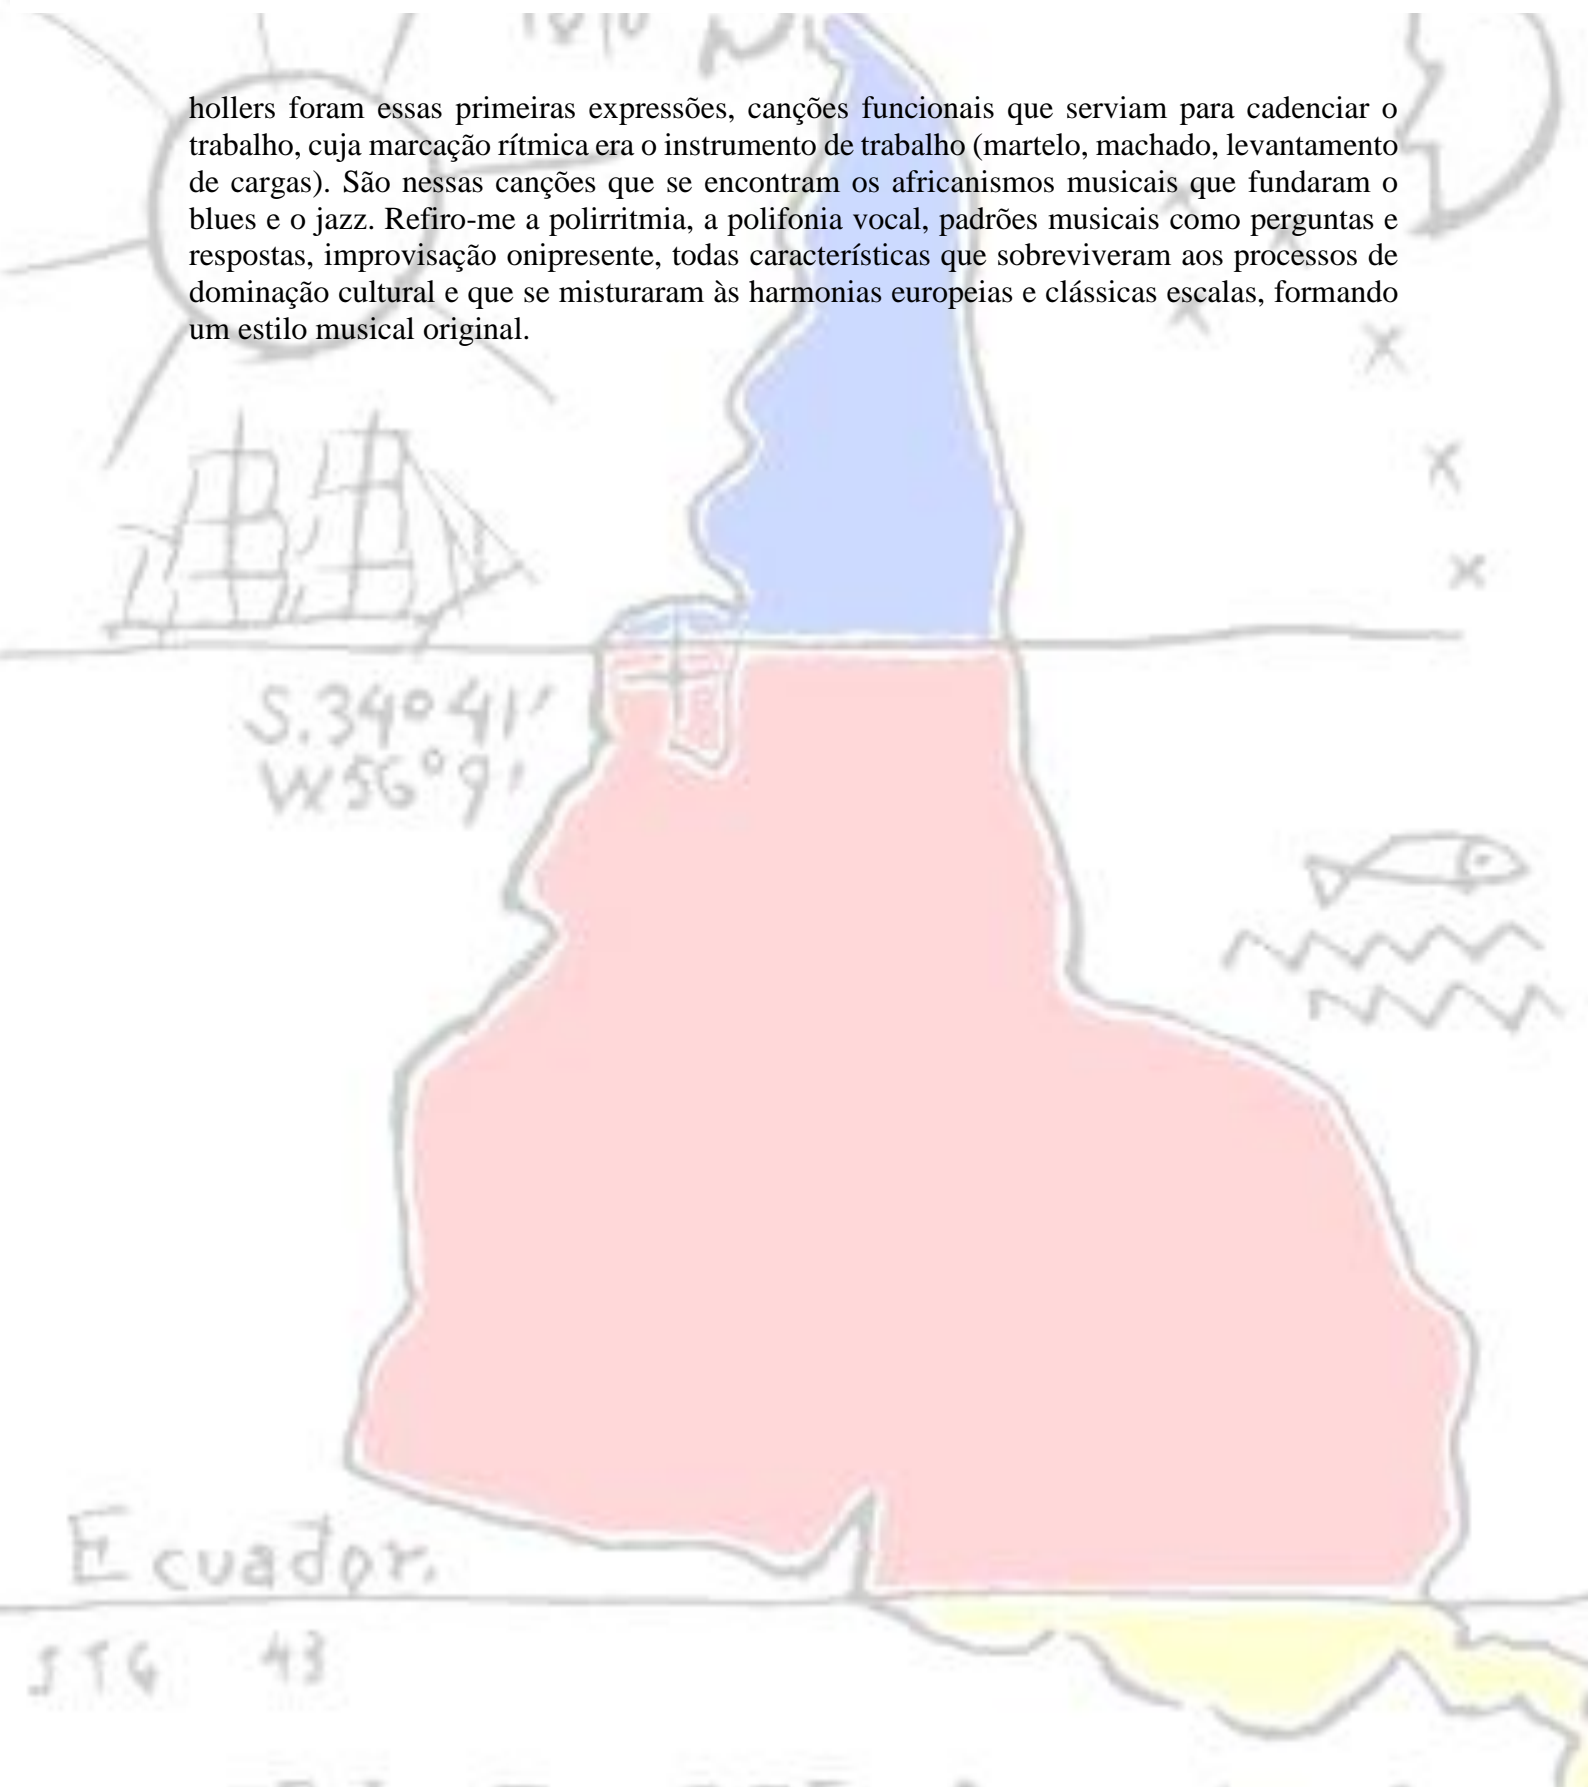 hollers foram essas primeiras expressões, canções funcionais que serviam para cadenciar o
trabalho, cuja marcação rítmica era o instrumento de trabalho (martelo, machado, levantamento
de cargas). São nessas canções que se encontram os africanismos musicais que fundaram o
blues e o jazz. Refiro-me a polirritmia, a polifonia vocal, padrões musicais como perguntas e
respostas, improvisação onipresente, todas características que sobreviveram aos processos de
dominação cultural e que se misturaram às harmonias europeias e clássicas escalas, formando
um estilo musical original.
S. 34° 41'
W 56° 9'
Ecuador.
JTG 43